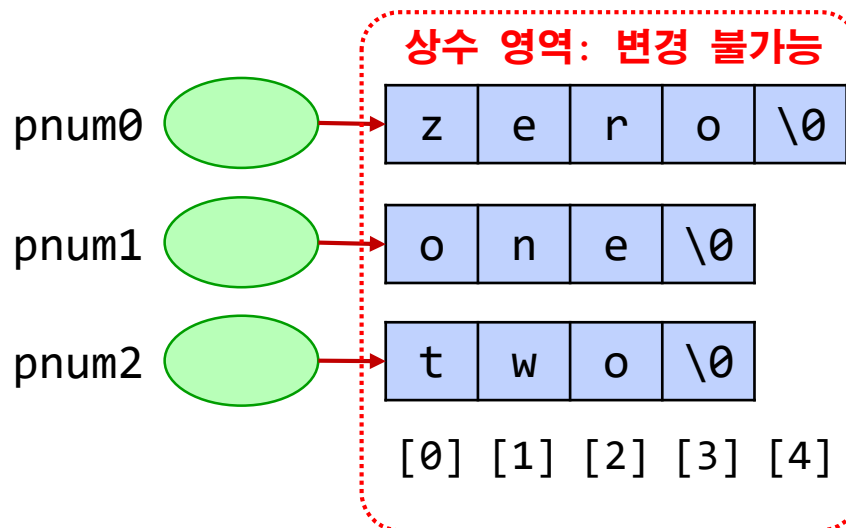 상수 영역: 변경 불가능
pnum0 z e r o \0
pnum1 o n e \0
pnum2 t w o \0
[0] [1] [2] [3] [4]